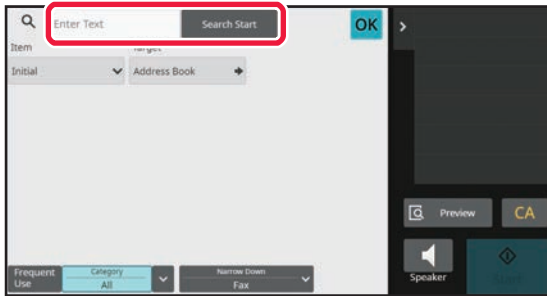 Enter Text
Search Start
OK
Item
Target
Initial
Address Book
Preview
CA
Frequent
Use
Category
All
Narrow Down
Fax
Speaker
Start